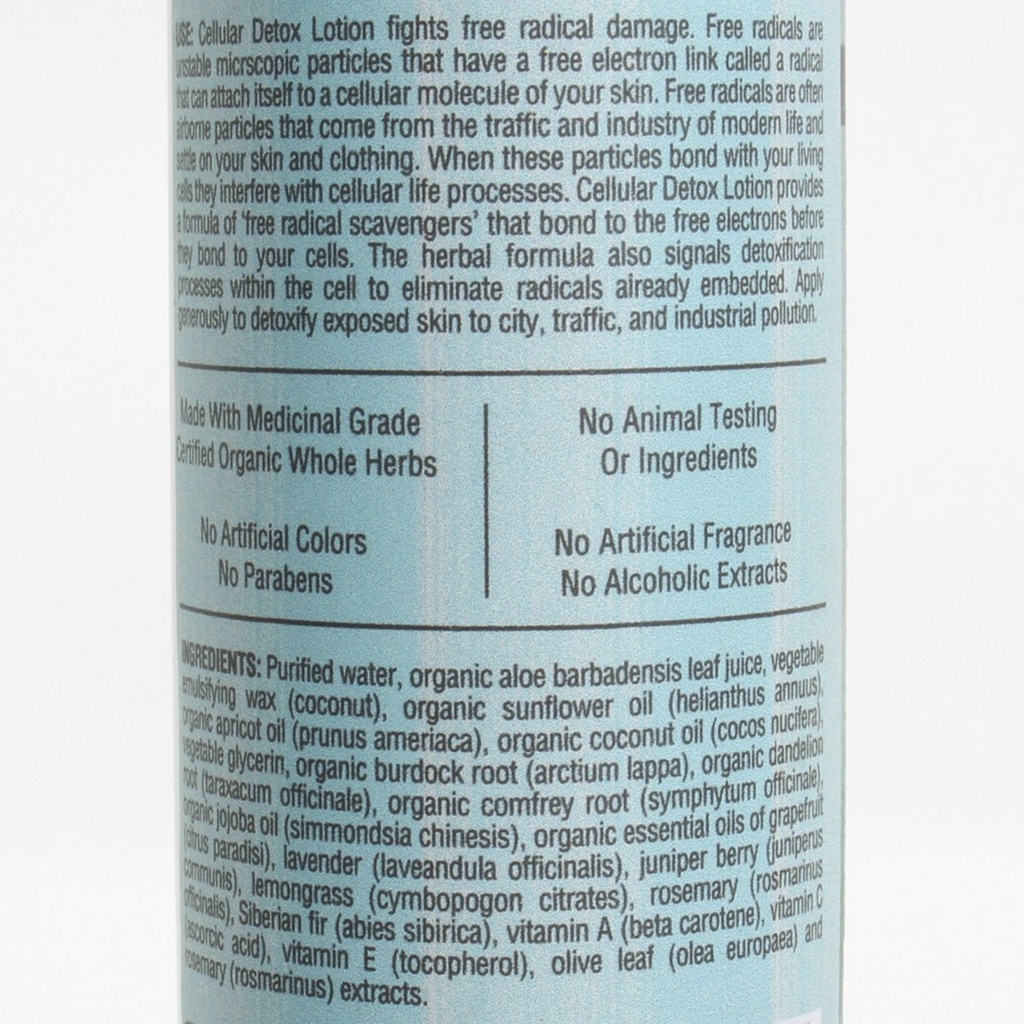 USE: Cellular Detox Lotion fights free radical damage. Free radicals are
unstable micrscopic particles that have a free electron link called a radical
that can attach itself to a cellular molecule of your skin. Free radicals are often
airborne particles that come from the traffic and industry of modern life and
settle on your skin and clothing. When these particles bond with your living
cells they interfere with cellular life processes. Cellular Detox Lotion provides
a formula of 'free radical scavengers' that bond to the free electrons before
they bond to your cells. The herbal formula also signals detoxification
processes within the cell to eliminate radicals already embedded. Apply
generously to detoxify exposed skin to city, traffic, and industrial pollution.
Made With Medicinal Grade
Certified Organic Whole Herbs
No Artificial Colors
No Parabens
No Animal Testing
Or Ingredients
No Artificial Fragrance
No Alcoholic Extracts
INGREDIENTS: Purified water, organic aloe barbadensis leaf juice, vegetable
emulsifying wax (coconut), organic sunflower oil (helianthus annuus),
organic apricot oil (prunus ameriaca), organic coconut oil (cocos nucifera),
vegetable glycerin, organic burdock root (arctium lappa), organic dandelion
root (taraxacum officinale), organic comfrey root (symphytum officinale),
organic jojoba oil (simmondsia chinesis), organic essential oils of grapefruit
(citrus paradisi), lavender (laveandula officinalis), juniper berry (juniperus
communis), lemongrass (cymbopogon citrates), rosemary (rosmarinus
officinalis), Siberian fir (abies sibirica), vitamin A (beta carotene), vitamin C
(ascorcic acid), vitamin E (tocopherol), olive leaf (olea europaea) and
rosemary (rosmarinus) extracts.